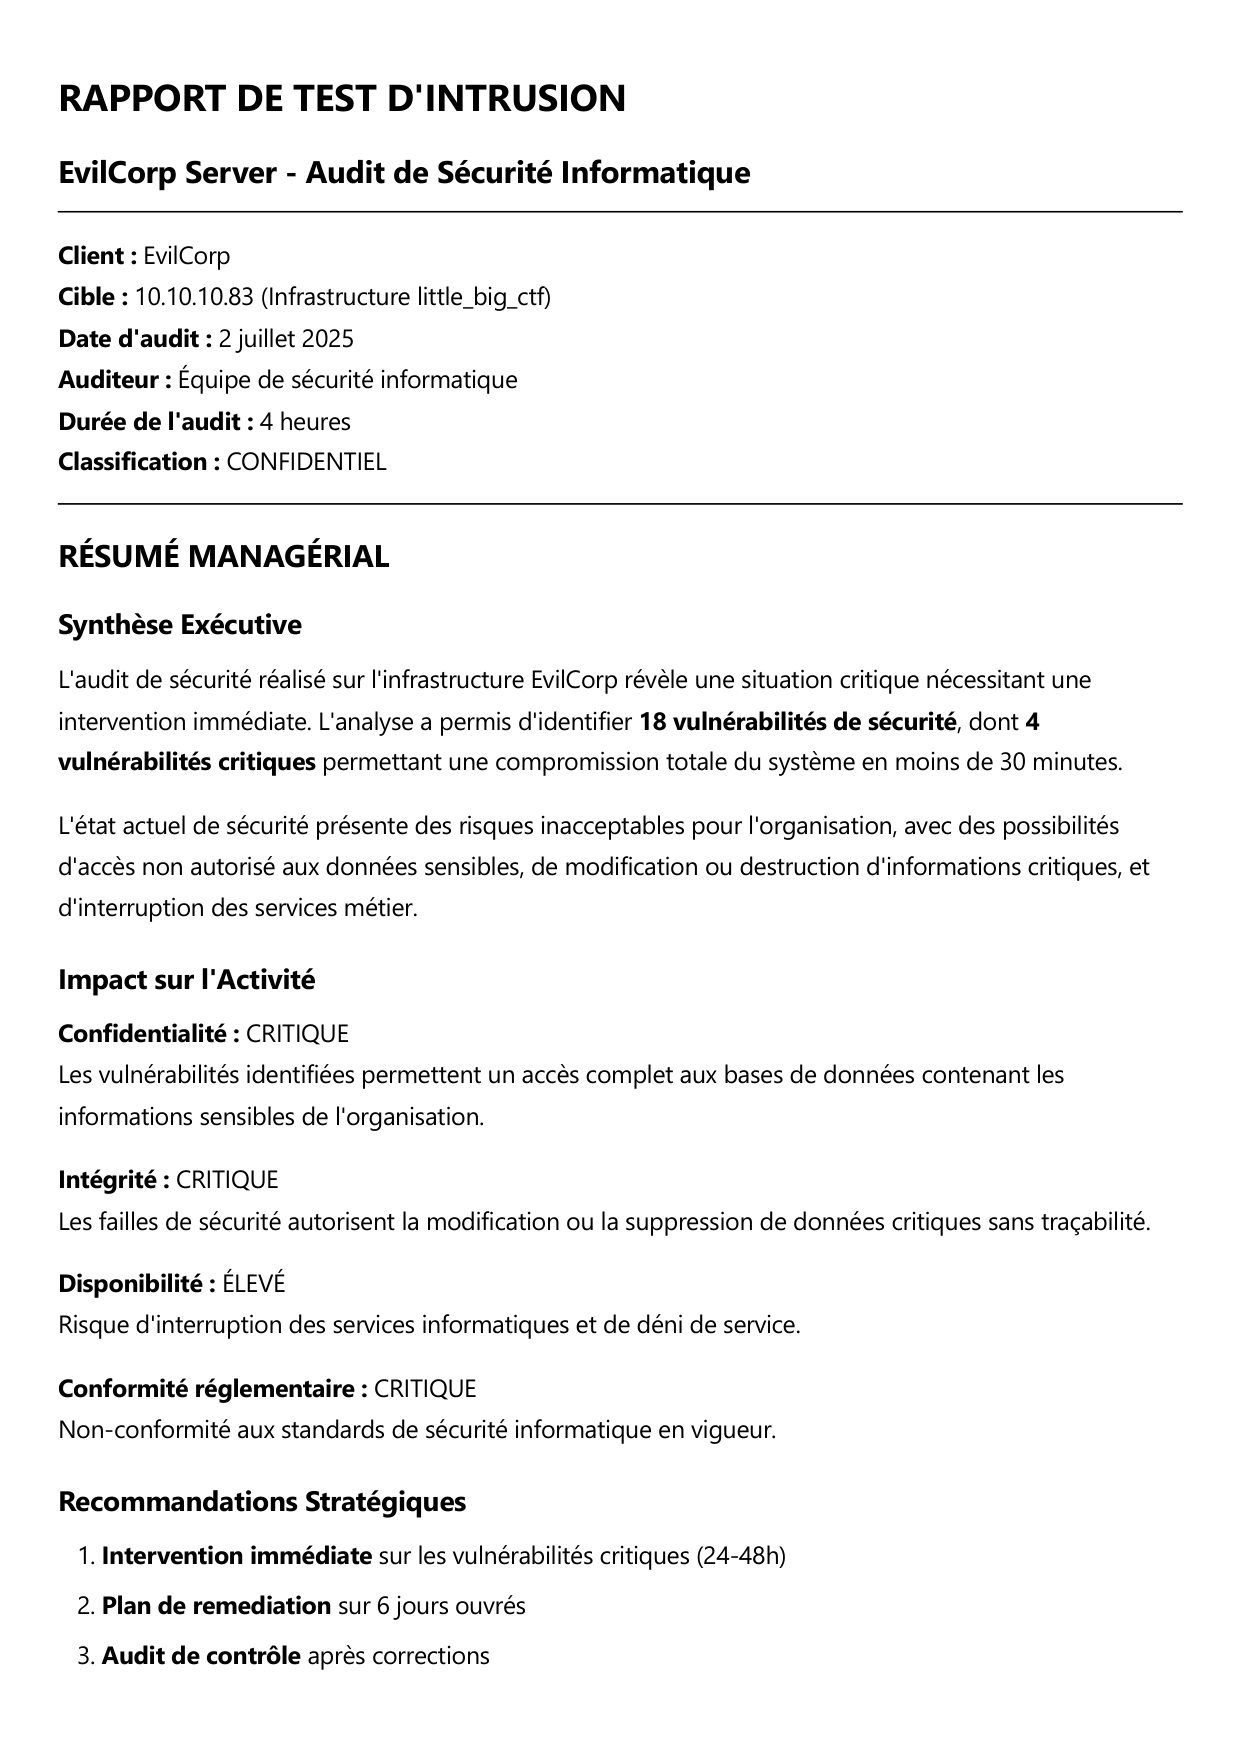 RAPPORT DE TEST D'INTRUSION
EvilCorp Server - Audit de Sécurité Informatique
Client : EvilCorp
Cible : 10.10.10.83 (Infrastructure little_big_ctf)
Date d'audit : 2 juillet 2025
Auditeur : Équipe de sécurité informatique
Durée de l'audit : 4 heures
Classification : CONFIDENTIEL
RÉSUMÉ MANAGÉRIAL
Synthèse Exécutive
L'audit de sécurité réalisé sur l'infrastructure EvilCorp révèle une situation critique nécessitant une
intervention immédiate. L'analyse a permis d'identifier 18 vulnérabilités de sécurité, dont 4
vulnérabilités critiques permettant une compromission totale du système en moins de 30 minutes.
L'état actuel de sécurité présente des risques inacceptables pour l'organisation, avec des possibilités
d'accès non autorisé aux données sensibles, de modification ou destruction d'informations critiques, et
d'interruption des services métier.
Impact sur l'Activité
Confidentialité : CRITIQUE
Les vulnérabilités identifiées permettent un accès complet aux bases de données contenant les
informations sensibles de l'organisation.
Intégrité : CRITIQUE
Les failles de sécurité autorisent la modification ou la suppression de données critiques sans traçabilité.
Disponibilité : ÉLEVÉ
Risque d'interruption des services informatiques et de déni de service.
Conformité réglementaire : CRITIQUE
Non-conformité aux standards de sécurité informatique en vigueur.
Recommandations Stratégiques
1. Intervention immédiate sur les vulnérabilités critiques (24-48h)
2. Plan de remediation sur 6 jours ouvrés
3. Audit de contrôle après corrections